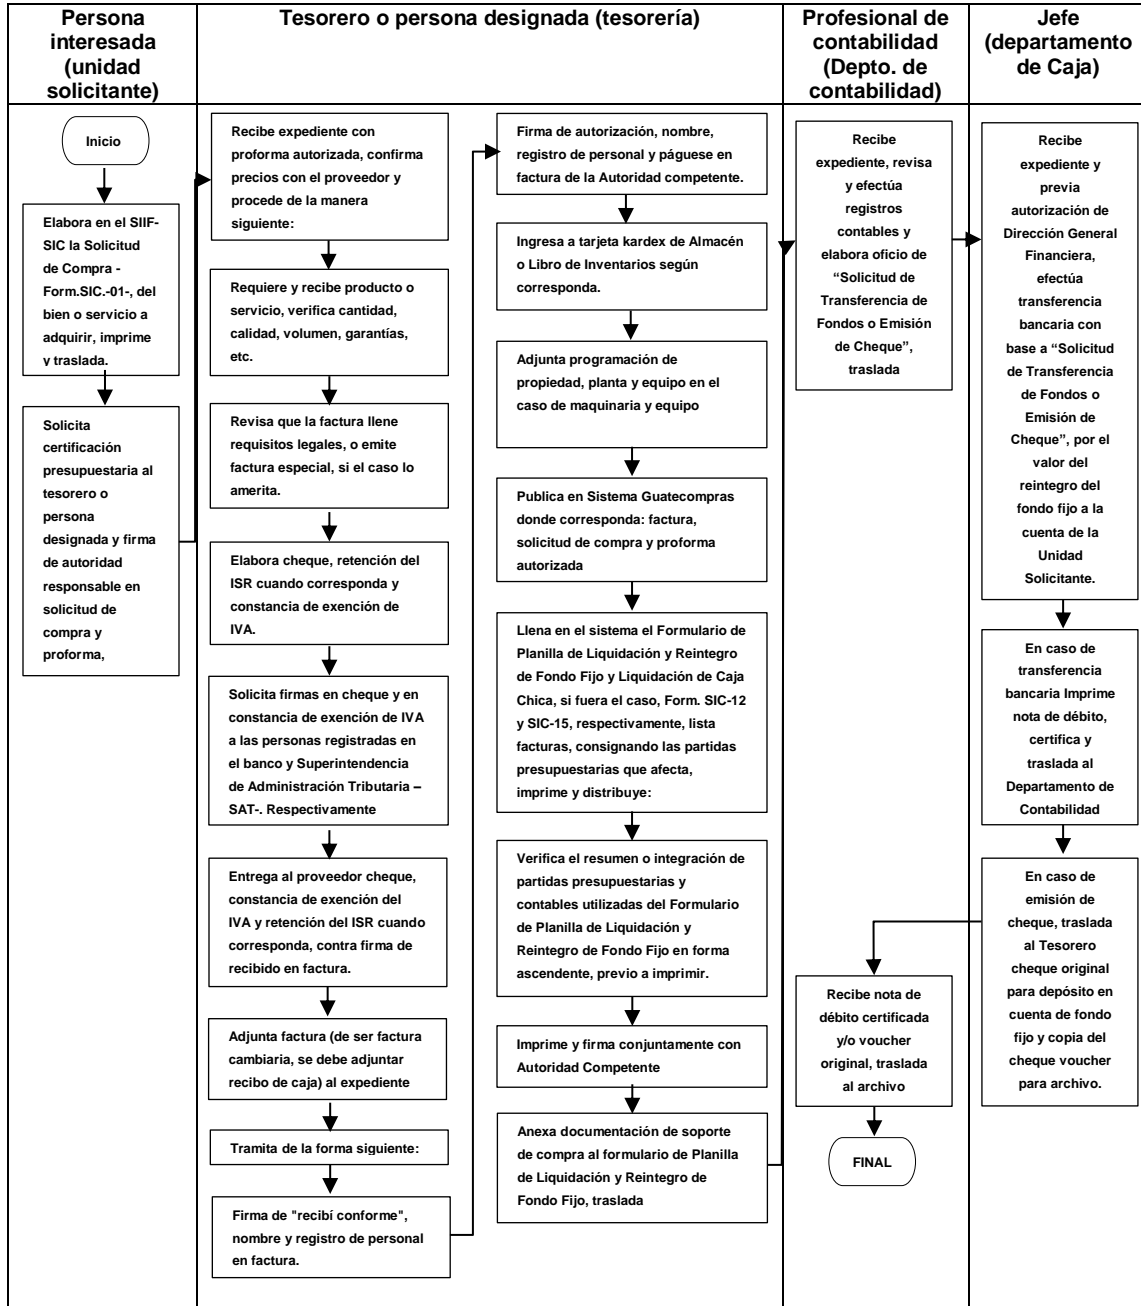 Persona
interesada
(unidad
solicitante)
Tesorero o persona designada (tesorería)
Profesional de
contabilidad
(Depto. de
contabilidad)
Jefe
(departamento
de Caja)
Inicio
Elabora en el SIIF-
SIC la Solicitud
de Compra -
Form.SIC.-01-, del
bien o servicio a
adquirir, imprime
y traslada.
Solicita
certificación
presupuestaria al
tesorero o
persona
designada y firma
de autoridad
responsable en
solicitud de
compra y
proforma,
Recibe expediente con
proforma autorizada, confirma
precios con el proveedor y
procede de la manera
siguiente:
Requiere y recibe producto o
servicio, verifica cantidad,
calidad, volumen, garantías,
etc.
Revisa que la factura llene
requisitos legales, o emite
factura especial, si el caso lo
amerita.
Elabora cheque, retención del
ISR cuando corresponda y
constancia de exención de
IVA.
Solicita firmas en cheque y en
constancia de exención de IVA
a las personas registradas en
el banco y Superintendencia
de Administración Tributaria –
SAT-. Respectivamente
Entrega al proveedor cheque,
constancia de exención del
IVA y retención del ISR cuando
corresponda, contra firma de
recibido en factura.
Adjunta factura (de ser factura
cambiaria, se debe adjuntar
recibo de caja) al expediente
Tramita de la forma siguiente:
Firma de "recibí conforme",
nombre y registro de personal
en factura.
Firma de autorización, nombre,
registro de personal y páguese en
factura de la Autoridad competente.
Ingresa a tarjeta kardex de Almacén
o Libro de Inventarios según
corresponda.
Adjunta programación de
propiedad, planta y equipo en el
caso de maquinaria y equipo
Publica en Sistema Guatecompras
donde corresponda: factura,
solicitud de compra y proforma
autorizada
Llena en el sistema el Formulario de
Planilla de Liquidación y Reintegro
de Fondo Fijo y Liquidación de Caja
Chica, si fuera el caso, Form. SIC-12
y SIC-15, respectivamente, lista
facturas, consignando las partidas
presupuestarias que afecta,
imprime y distribuye:
Verifica el resumen o integración de
partidas presupuestarias y
contables utilizadas del Formulario
de Planilla de Liquidación y
Reintegro de Fondo Fijo en forma
ascendente, previo a imprimir.
Imprime y firma conjuntamente con
Autoridad Competente
Anexa documentación de soporte
de compra al formulario de Planilla
de Liquidación y Reintegro de
Fondo Fijo, traslada
Recibe
expediente, revisa
y efectúa
registros
contables y
elabora oficio de
“Solicitud de
Transferencia de
Fondos o Emisión
de Cheque”,
traslada
Recibe nota de
débito certificada
y/o voucher
original, traslada
al archivo
FINAL
Recibe
expediente y
previa
autorización de
Dirección General
Financiera,
efectúa
transferencia
bancaria con
base a “Solicitud
de Transferencia
de Fondos o
Emisión de
Cheque”, por el
valor del
reintegro del
fondo fijo a la
cuenta de la
Unidad
Solicitante.
En caso de
transferencia
bancaria Imprime
nota de débito,
certifica y
traslada al
Departamento de
Contabilidad
En caso de
emisión de
cheque, traslada
al Tesorero
cheque original
para depósito en
cuenta de fondo
fijo y copia del
cheque voucher
para archivo.